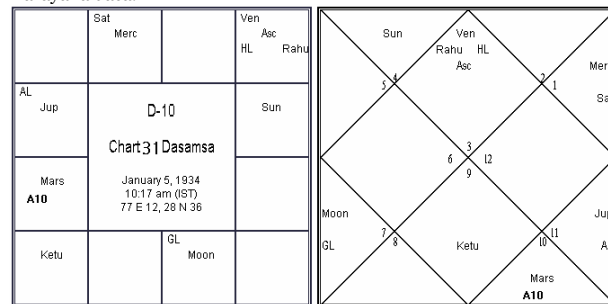 Sat
Merc
Ven
Asc
HL Rahu
AL
Jup
Sun
Mars
A10
Ketu
GL
Moon
D-10
Chart 31 Dasamsa
January 5, 1934
10:17 am (IST)
77 E 12, 28 N 36
Sun
Ven
Rahu HL
Asc
Mer
Sa
5 4
2 1
3
6 12
9
Moon
GL
7
8
Ketu
11
10
Jup
A
Mars
A10